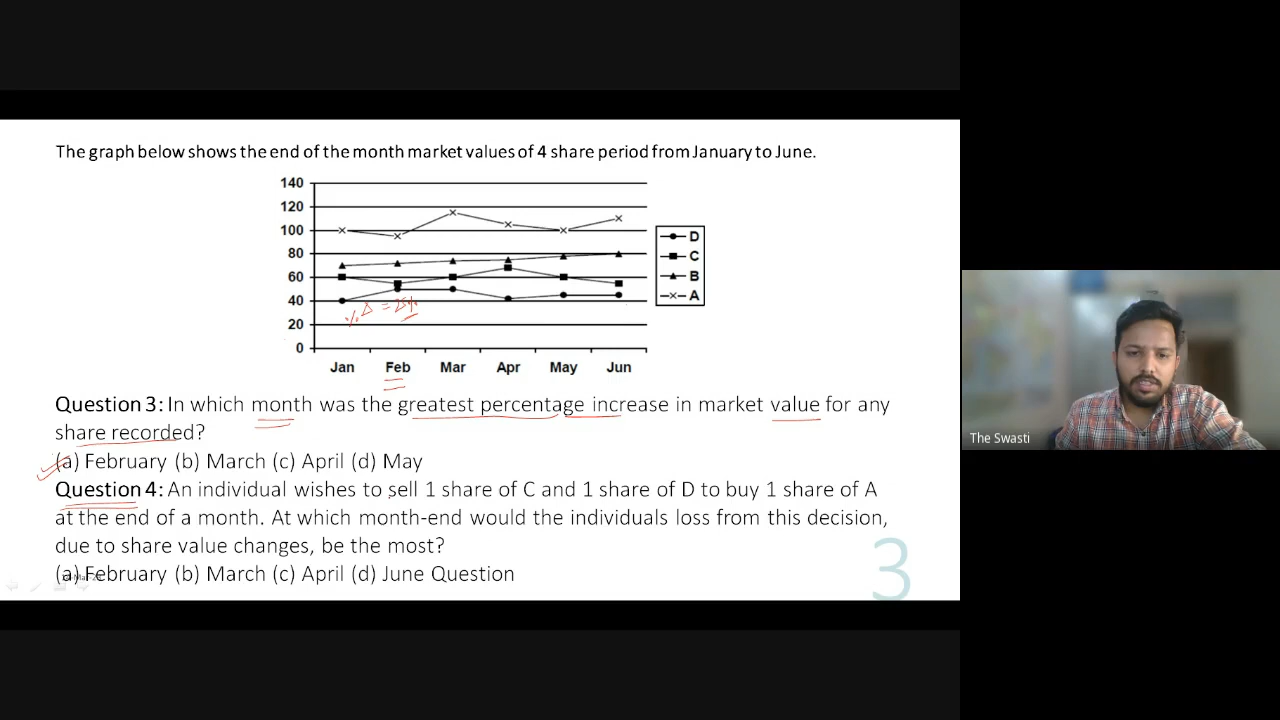 The graph below shows the end of the month market values of 4 share period from January to June.
140
120
100
80
60
40
20
0
Jan Feb Mar Apr May Jun
D
C
B
A
% Δ = 25%
Question 3: In which month was the greatest percentage increase in market value for any
share recorded?
(a) February (b) March (c) April (d) May
Question 4: An individual wishes to sell 1 share of C and 1 share of D to buy 1 share of A
at the end of a month. At which month-end would the individuals loss from this decision,
due to share value changes, be the most?
(a) February (b) March (c) April (d) June Question
3
The Swasti